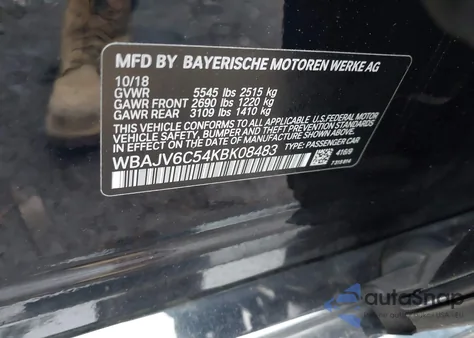 MFD BY BAYERISCHE MOTOREN WERKE AG
10/18
GVWR 5545 lbs 2515 kg
GAWR FRONT 2690 lbs 1220 kg
GAWR REAR 3109 lbs 1410 kg
THIS VEHICLE CONFORMS TO ALL APPLICABLE U.S. FEDERAL MOTOR
VEHICLE SAFETY, BUMPER, AND THEFT PREVENTION STANDARDS
IN EFFECT ON THE DATE OF MANUFACTURE SHOWN ABOVE.
WBAJV6C54KBK08483 TYPE: PASSENGER CAR
416/8
autoSnap